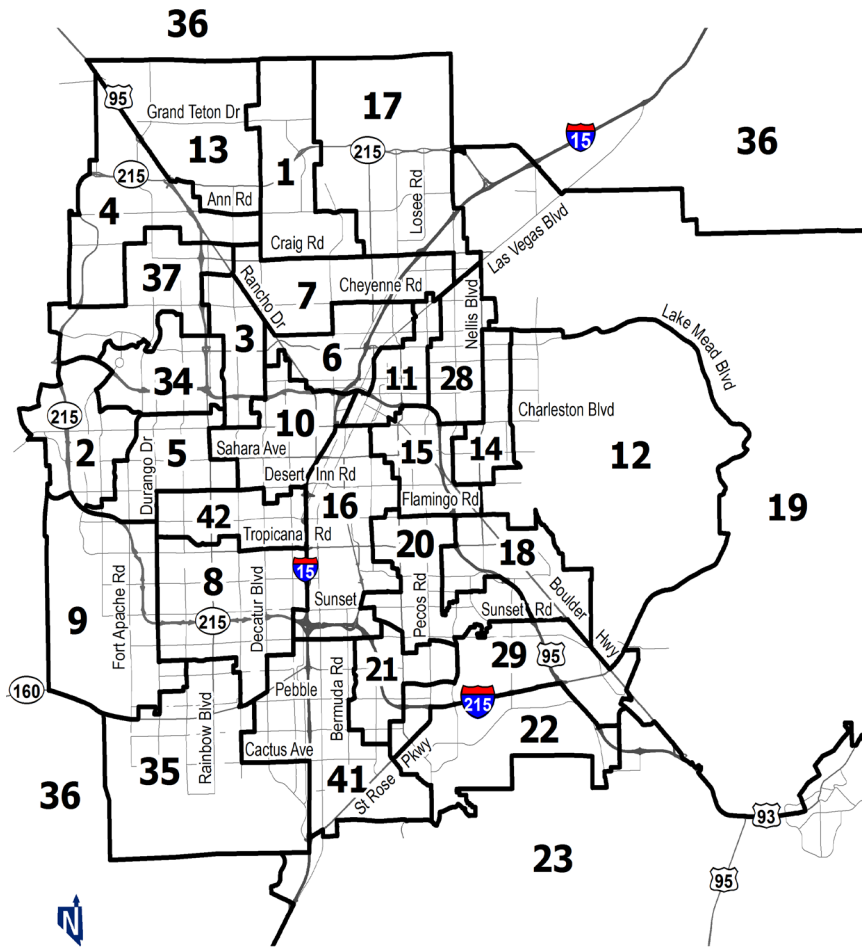 36
95
Grand Teton Dr
17
15
13
215
36
1
215
Ann Rd
Losee Rd
4
Craig Rd
Las Vegas Blvd
37
Rancho Dr
7
Cheyenne Rd
Nellis Blvd
Lake Mead Blvd
3
6
34
11
28
215
Charleston Blvd
10
2
5
Durango Dr
Sahara Ave
15
14
12
Desert Inn Rd
16
Flamingo Rd
19
42
Tropicana Rd
20
18
15
8
Decatur Blvd
Sunset
Pecos Rd
Boulder Hwy
Sunset Rd
9
Fort Apache Rd
215
21
29
95
160
Pebble
Bermuda Rd
215
Rainbow Blvd
22
Cactus Ave
35
41
St Rose Pkwy
36
93
23
95
N